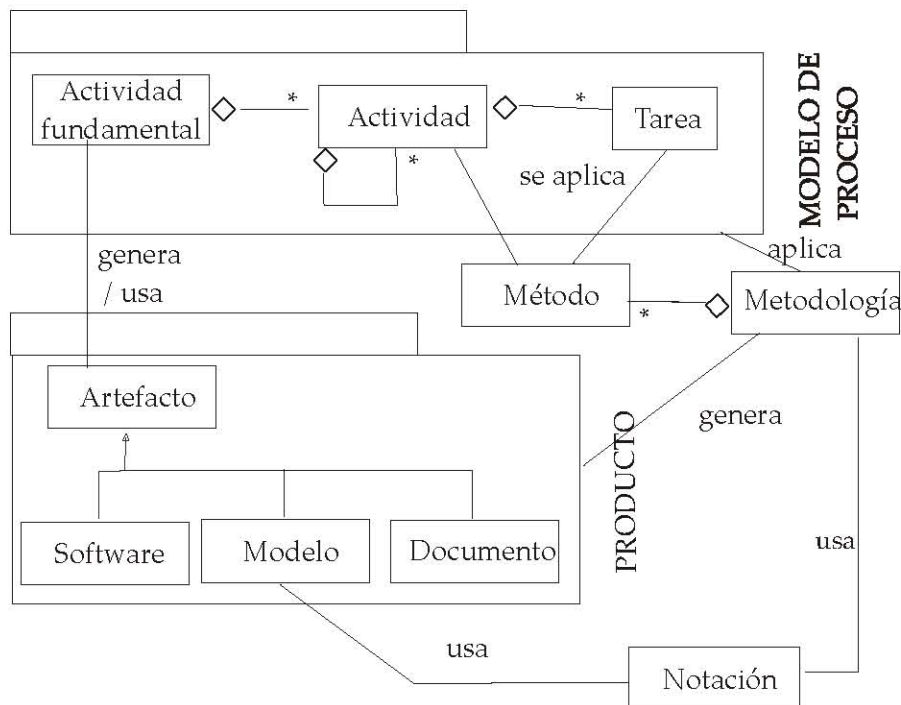 Actividad
fundamental
*
Actividad
*
Tarea
*
se aplica
MODELO DE
PROCESO
genera
/ usa
aplica
Método
*
Metodología
Artefacto
genera
PRODUCTO
Software
Modelo
Documento
usa
usa
Notación